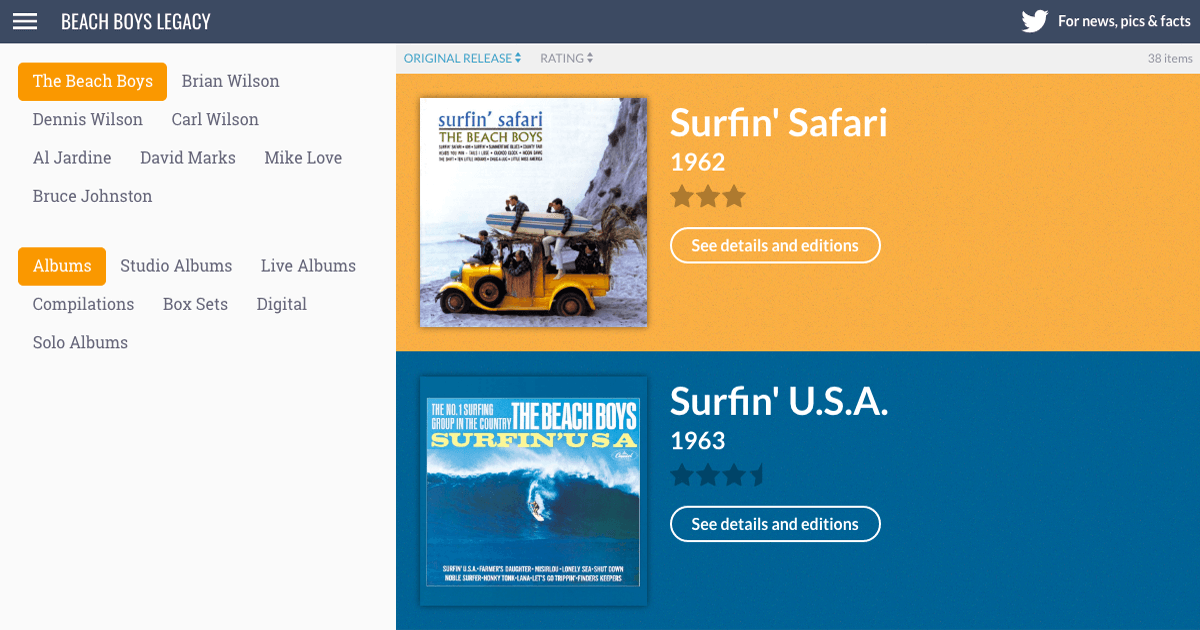 BEACH BOYS LEGACY
For news, pics & facts
The Beach Boys
Brian Wilson
Dennis Wilson
Carl Wilson
Al Jardine
David Marks
Mike Love
Bruce Johnston
Albums
Studio Albums
Live Albums
Compilations
Box Sets
Digital
Solo Albums
ORIGINAL RELEASE
RATING
38 items
surfin' safari
THE BEACH BOYS
Surfin' Safari
1962
See details and editions
THE NO. 1 SURFING
GROUP IN THE COUNTRY
THE BEACH BOYS
SURFIN' USA
Capitol
SURFIN' U.S.A. • FARMER'S DAUGHTER • MISIRLOU • LONELY SEA • SHUT DOWN
NOBLE SURFER • HONKY TONK • LANA • LET'S GO TRIPPIN' • FINDERS KEEPERS
Surfin' U.S.A.
1963
See details and editions